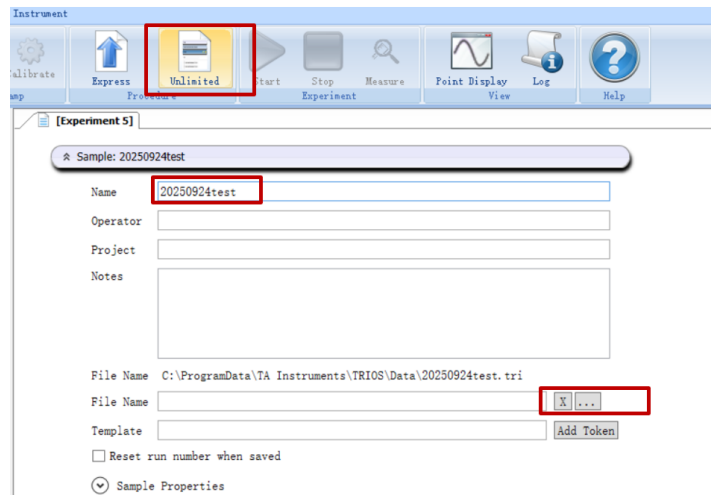 Instrument
alibrate
Express
Unlimited
Start
Stop
Measure
Point Display
Log
amp
Procedure
Experiment
View
Help
[Experiment 5]
Sample: 20250924test
Name 20250924test
Operator
Project
Notes
File Name C:\ProgramData\TA Instruments\TRIOS\Data\20250924test.tri
File Name X ...
Template Add Token
Reset run number when saved
Sample Properties